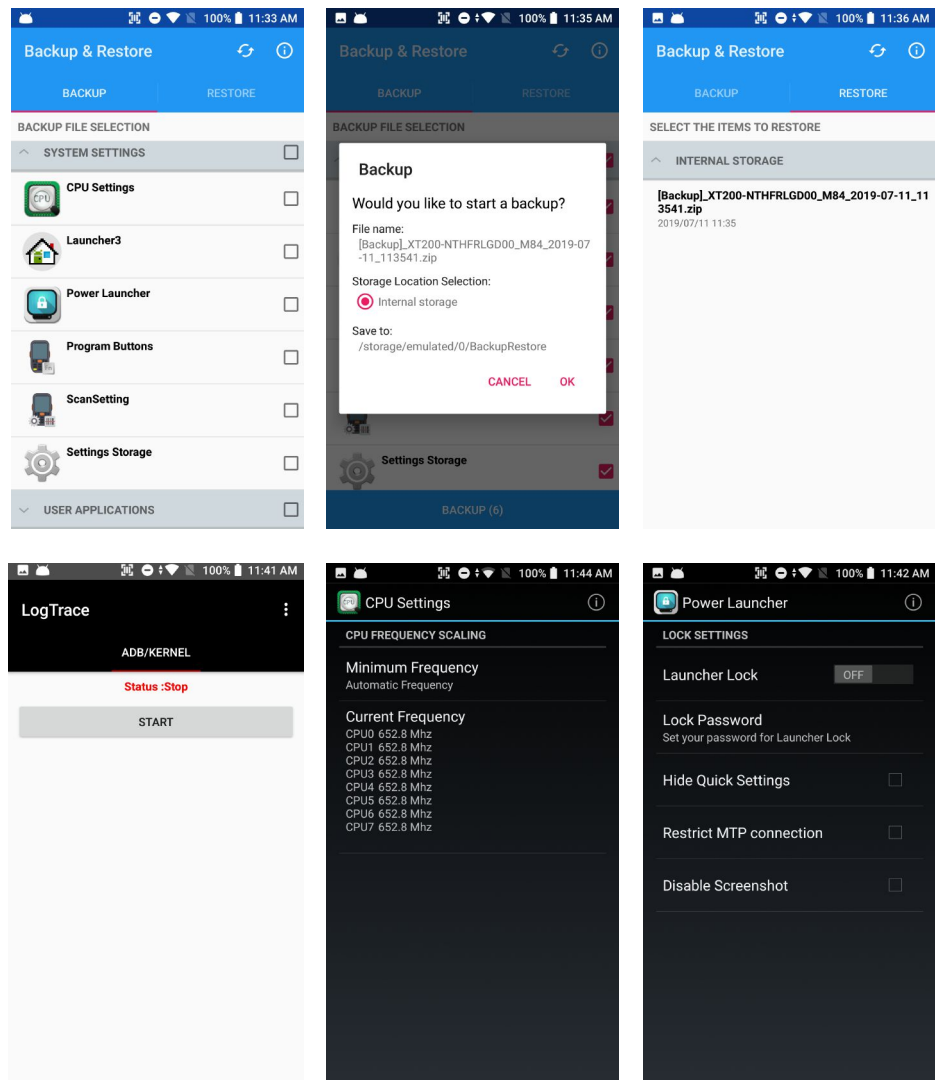 100% 11:33 AM
Backup & Restore
BACKUP RESTORE
BACKUP FILE SELECTION
SYSTEM SETTINGS
CPU Settings
CPU
Launcher3
Power Launcher
Program Buttons
ScanSetting
Settings Storage
USER APPLICATIONS
100% 11:35 AM
Backup & Restore
BACKUP RESTORE
BACKUP FILE SELECTION
Backup
Would you like to start a backup?
File name:
[Backup]_XT200-NTHFRLGD00_M84_2019-07
-11_113541.zip
Storage Location Selection:
Internal storage
Save to:
/storage/emulated/0/BackupRestore
CANCEL OK
Settings Storage
BACKUP (6)
100% 11:36 AM
Backup & Restore
BACKUP RESTORE
SELECT THE ITEMS TO RESTORE
INTERNAL STORAGE
[Backup]_XT200-NTHFRLGD00_M84_2019-07-11_11
3541.zip
2019/07/11 11:35
100% 11:41 AM
LogTrace
ADB/KERNEL
Status :Stop
START
100% 11:44 AM
CPU Settings
CPU FREQUENCY SCALING
Minimum Frequency
Automatic Frequency
Current Frequency
CPU0 652.8 Mhz
CPU1 652.8 Mhz
CPU2 652.8 Mhz
CPU3 652.8 Mhz
CPU4 652.8 Mhz
CPU5 652.8 Mhz
CPU6 652.8 Mhz
CPU7 652.8 Mhz
100% 11:42 AM
Power Launcher
LOCK SETTINGS
Launcher Lock OFF
Lock Password
Set your password for Launcher Lock
Hide Quick Settings
Restrict MTP connection
Disable Screenshot